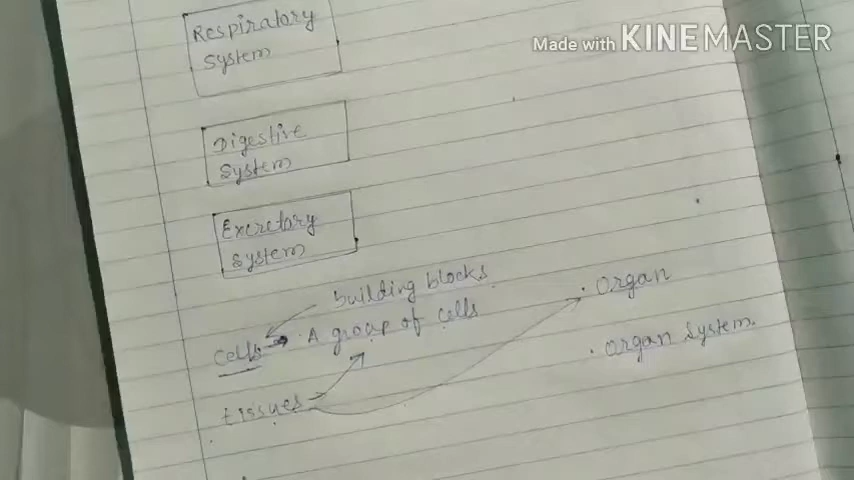 Respiratory
System
Made with KINEMASTER
Digestive
System
Excretory
System
building blocks
Cells A group of cells
Organ
Organ System.
tissues